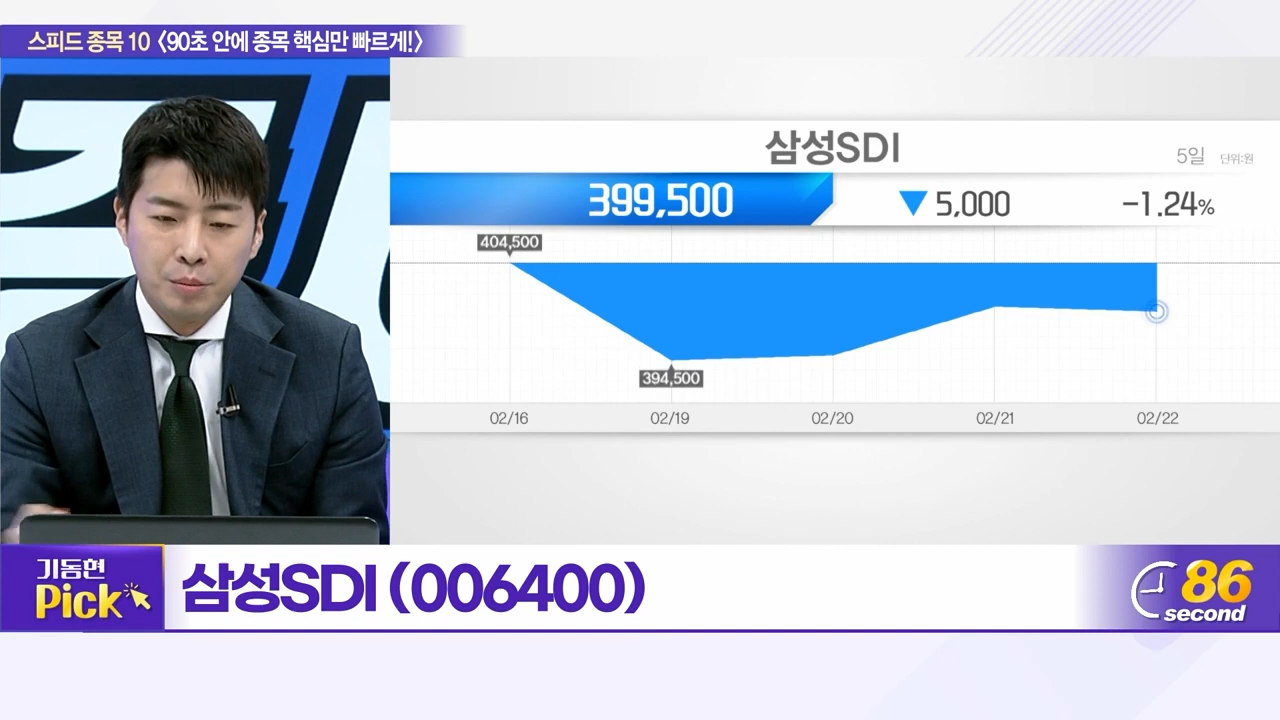 스피드 종목 10 〈90초 안에 종목 핵심만 빠르게!〉
삼성SDI
5일 단위:원
399,500 ▼ 5,000 -1.24%
404,500
394,500
02/16 02/19 02/20 02/21 02/22
기동현
Pick
삼성SDI (006400)
86
second